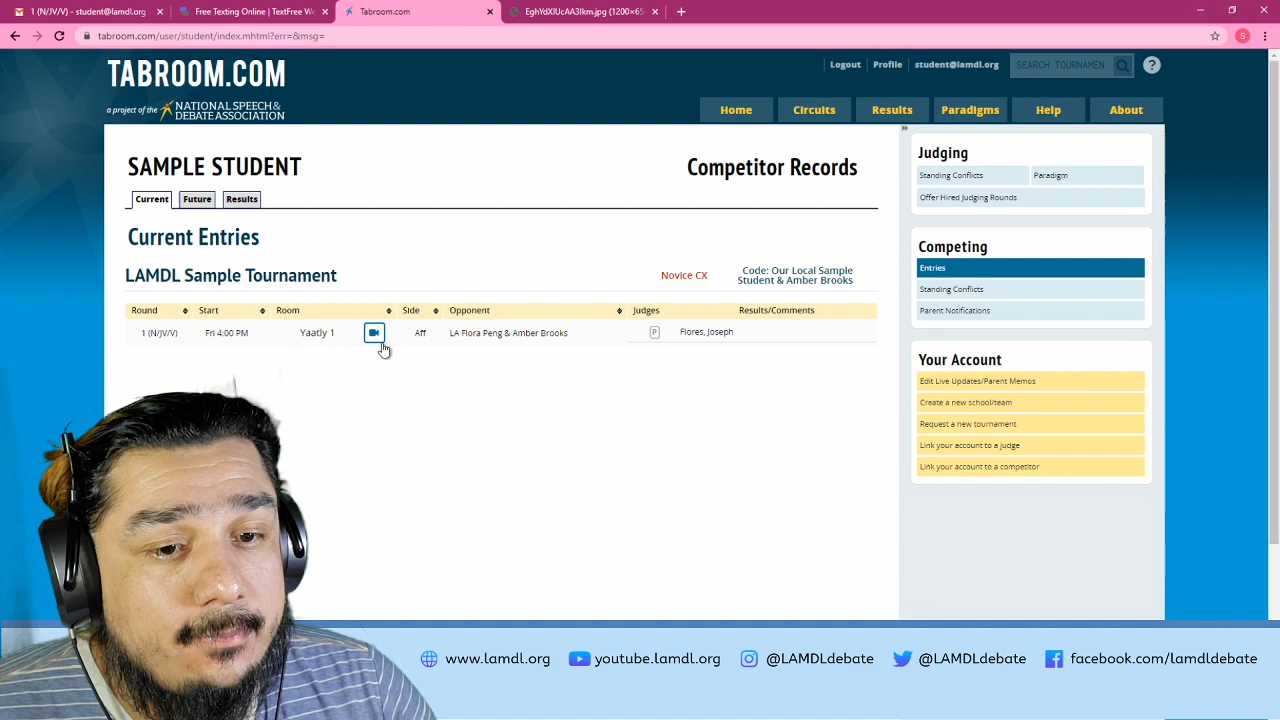 1 (N/JV/V) - student@lamdl.org
Free Texting Online | TextFree We
Tabroom.com
EghYdXlUcAA3lkm.jpg (1200×65
tabroom.com/user/student/index.mhtml?err=&msg=
S
TABROOM.COM
a project of the NATIONAL SPEECH & DEBATE ASSOCIATION
Logout Profile student@lamdl.org SEARCH TOURNAMEN ?
Home Circuits Results Paradigms Help About
SAMPLE STUDENT
Competitor Records
Current Future Results
Current Entries
LAMDL Sample Tournament
Novice CX
Code: Our Local Sample
Student & Amber Brooks
Round Start Room Side Opponent Judges Results/Comments
1 (N/JV/V) Fri 4:00 PM Yaatly 1 Aff LA Flora Peng & Amber Brooks P Flores, Joseph
Judging
Standing Conflicts Paradigm
Offer Hired Judging Rounds
Competing
Entries
Standing Conflicts
Parent Notifications
Your Account
Edit Live Updates/Parent Memos
Create a new school/team
Request a new tournament
Link your account to a judge
Link your account to a competitor
www.lamdl.org youtube.lamdl.org @LAMDLdebate @LAMDLdebate facebook.com/lamdldebate